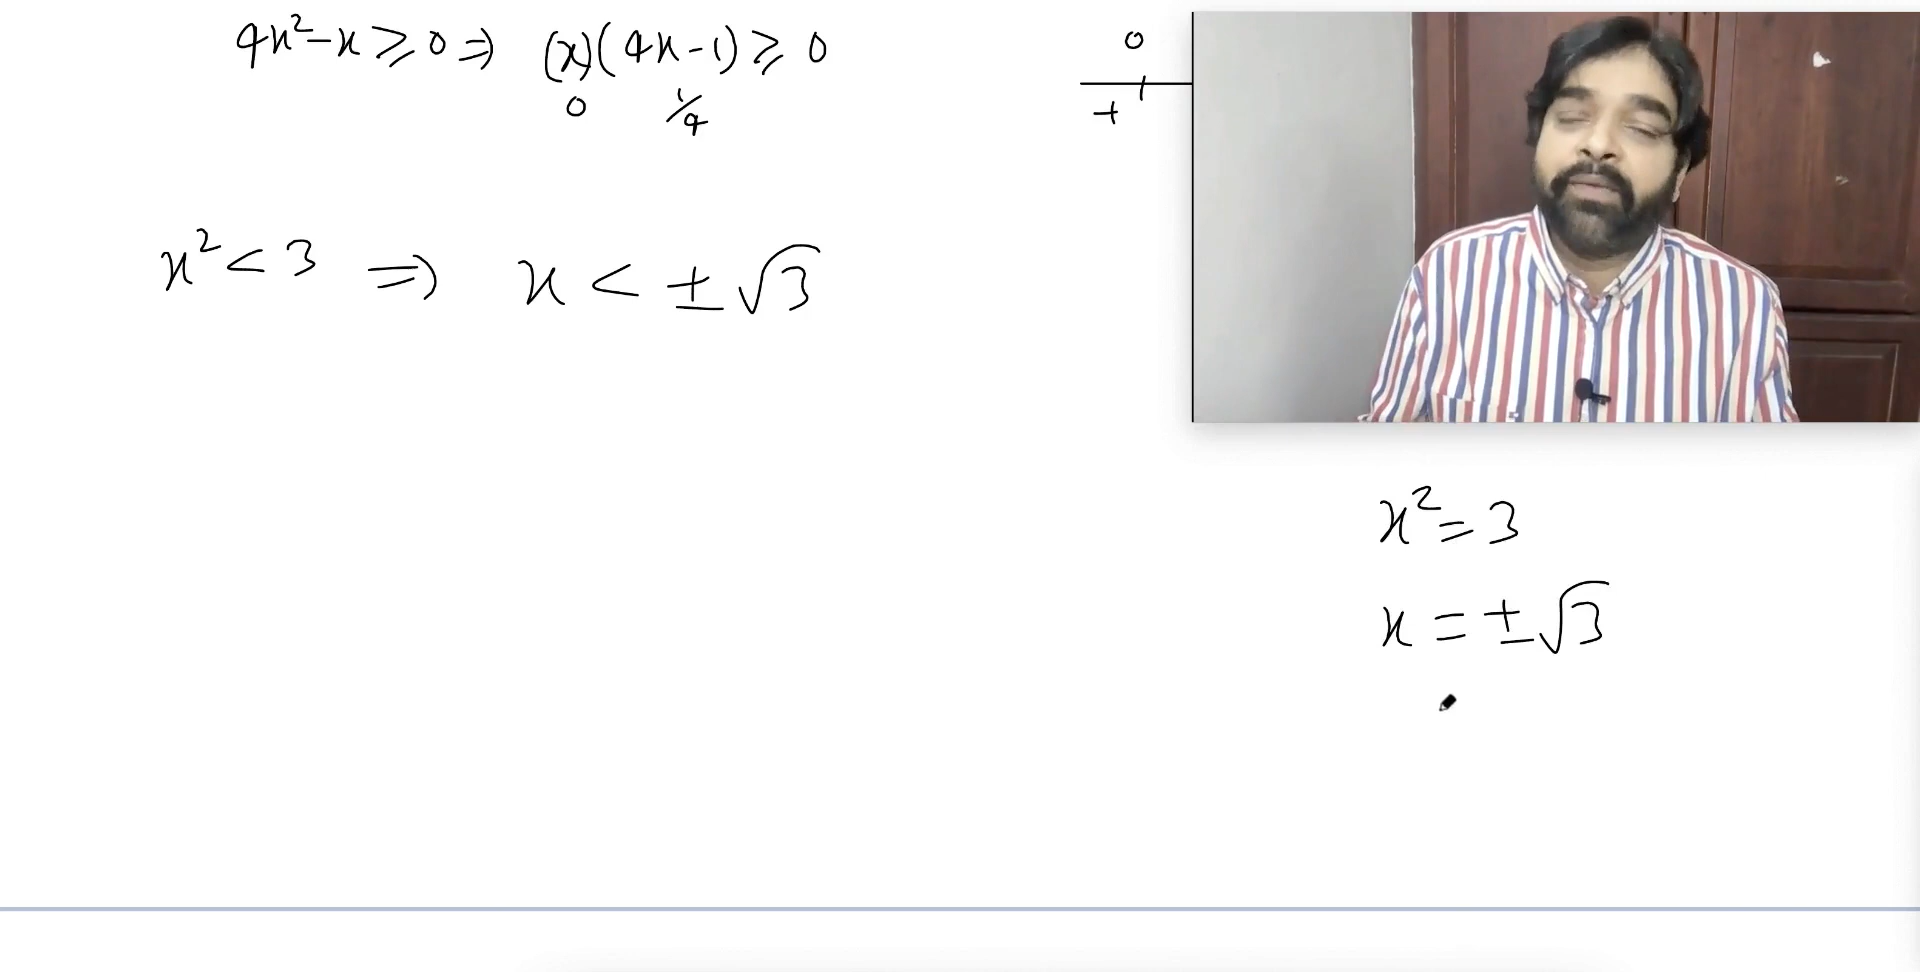 4x²-x ≥ 0 ⇒ (x)(4x-1) ≥ 0
0 1/4
0
+
x² < 3 ⇒ x < ±√3
x² = 3
x = ±√3